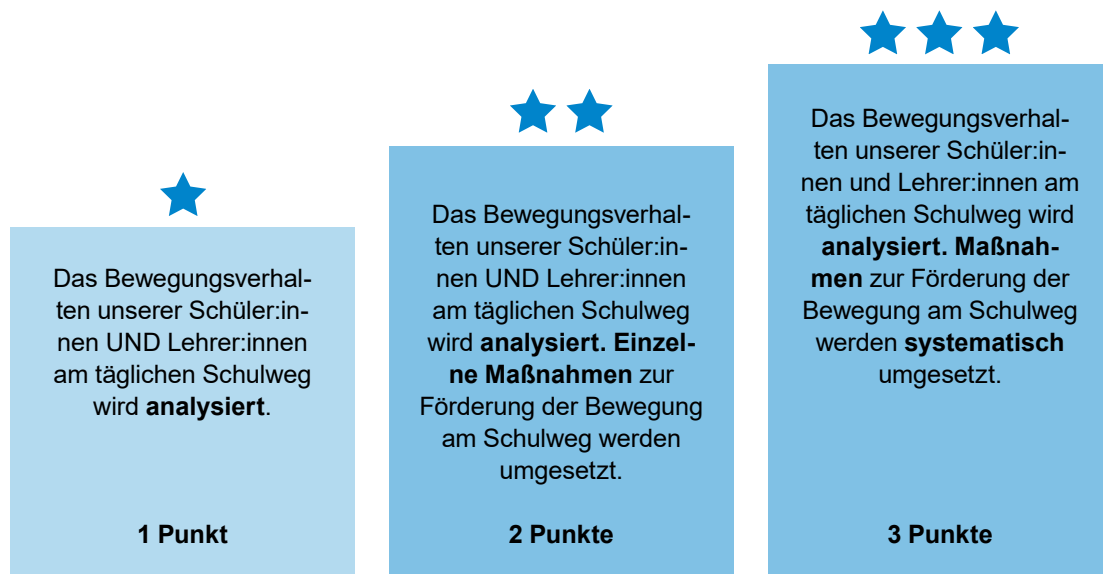 Das Bewegungsverhal-
ten unserer Schüler:in-
nen UND Lehrer:innen
am täglichen Schulweg
wird analysiert.
1 Punkt
Das Bewegungsverhal-
ten unserer Schüler:in-
nen UND Lehrer:innen
am täglichen Schulweg
wird analysiert. Einzel-
ne Maßnahmen zur
Förderung der Bewegung
am Schulweg werden
umgesetzt.
2 Punkte
Das Bewegungsverhal-
ten unserer Schüler:in-
nen und Lehrer:innen am
täglichen Schulweg wird
analysiert. Maßnah-
men zur Förderung der
Bewegung am Schulweg
werden systematisch
umgesetzt.
3 Punkte